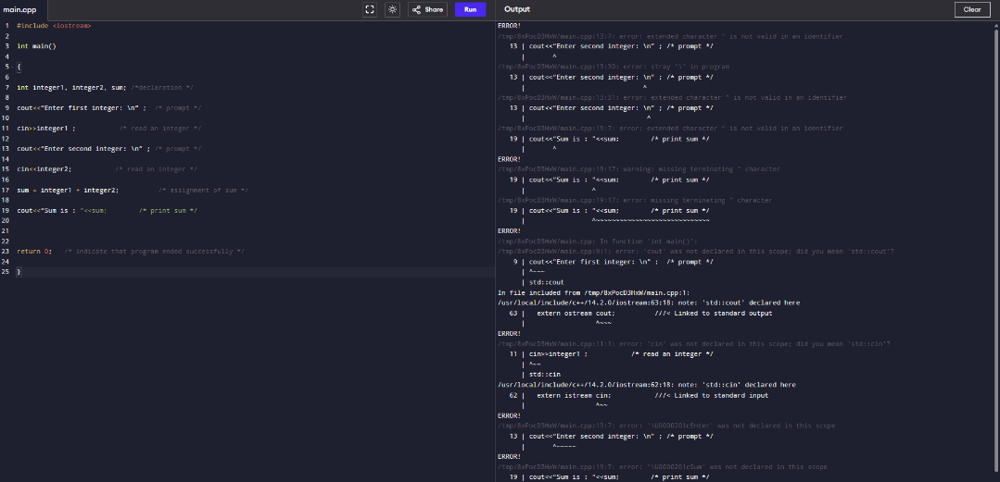 main.cpp
Share
Run
Output
Clear
1 #include <iostream>
2
3 int main()
4
5 {
6
7 int integer1, integer2, sum; /*declaration */
8
9 cout<<“Enter first integer: \n” ; /* prompt */
10
11 cin>>integer1 ; /* read an integer */
12
13 cout<<“Enter second integer: \n” ; /* prompt */
14
15 cin<<integer2; /* read an integer */
16
17 sum = integer1 + integer2; /* assignment of sum */
18
19 cout<<“Sum is : "<<sum; /* print sum */
20
21
22
23 return 0; /* indicate that program ended successfully */
24
25 }
ERROR!
/tmp/8xPocD3HxW/main.cpp:13:7: error: extended character “ is not valid in an identifier
13 | cout<<“Enter second integer: \n” ; /* prompt */
| ^
/tmp/8xPocD3HxW/main.cpp:13:30: error: stray '\' in program
13 | cout<<“Enter second integer: \n” ; /* prompt */
| ^
/tmp/8xPocD3HxW/main.cpp:13:31: error: extended character ” is not valid in an identifier
13 | cout<<“Enter second integer: \n” ; /* prompt */
| ^
/tmp/8xPocD3HxW/main.cpp:19:7: error: extended character “ is not valid in an identifier
19 | cout<<“Sum is : "<<sum; /* print sum */
| ^
ERROR!
/tmp/8xPocD3HxW/main.cpp:19:17: warning: missing terminating " character
19 | cout<<“Sum is : "<<sum; /* print sum */
| ^
/tmp/8xPocD3HxW/main.cpp:19:17: error: missing terminating " character
19 | cout<<“Sum is : "<<sum; /* print sum */
| ^~~~~~~~~~~~~~~~~~~~~~~~~~~~~
ERROR!
/tmp/8xPocD3HxW/main.cpp: In function 'int main()':
/tmp/8xPocD3HxW/main.cpp:9:1: error: 'cout' was not declared in this scope; did you mean 'std::cout'?
9 | cout<<“Enter first integer: \n” ; /* prompt */
| ^~~~
| std::cout
In file included from /tmp/8xPocD3HxW/main.cpp:1:
/usr/local/include/c++/14.2.0/iostream:63:18: note: 'std::cout' declared here
63 | extern ostream cout; ///< Linked to standard output
| ^~~~
ERROR!
/tmp/8xPocD3HxW/main.cpp:11:1: error: 'cin' was not declared in this scope; did you mean 'std::cin'?
11 | cin>>integer1 ; /* read an integer */
| ^~~
| std::cin
/usr/local/include/c++/14.2.0/iostream:62:18: note: 'std::cin' declared here
62 | extern istream cin; ///< Linked to standard input
| ^~~
ERROR!
/tmp/8xPocD3HxW/main.cpp:13:7: error: '\U0000201cEnter' was not declared in this scope
13 | cout<<“Enter second integer: \n” ; /* prompt */
| ^~~~~~
ERROR!
/tmp/8xPocD3HxW/main.cpp:19:7: error: '\U0000201cSum' was not declared in this scope
19 | cout<<“Sum is : "<<sum; /* print sum */